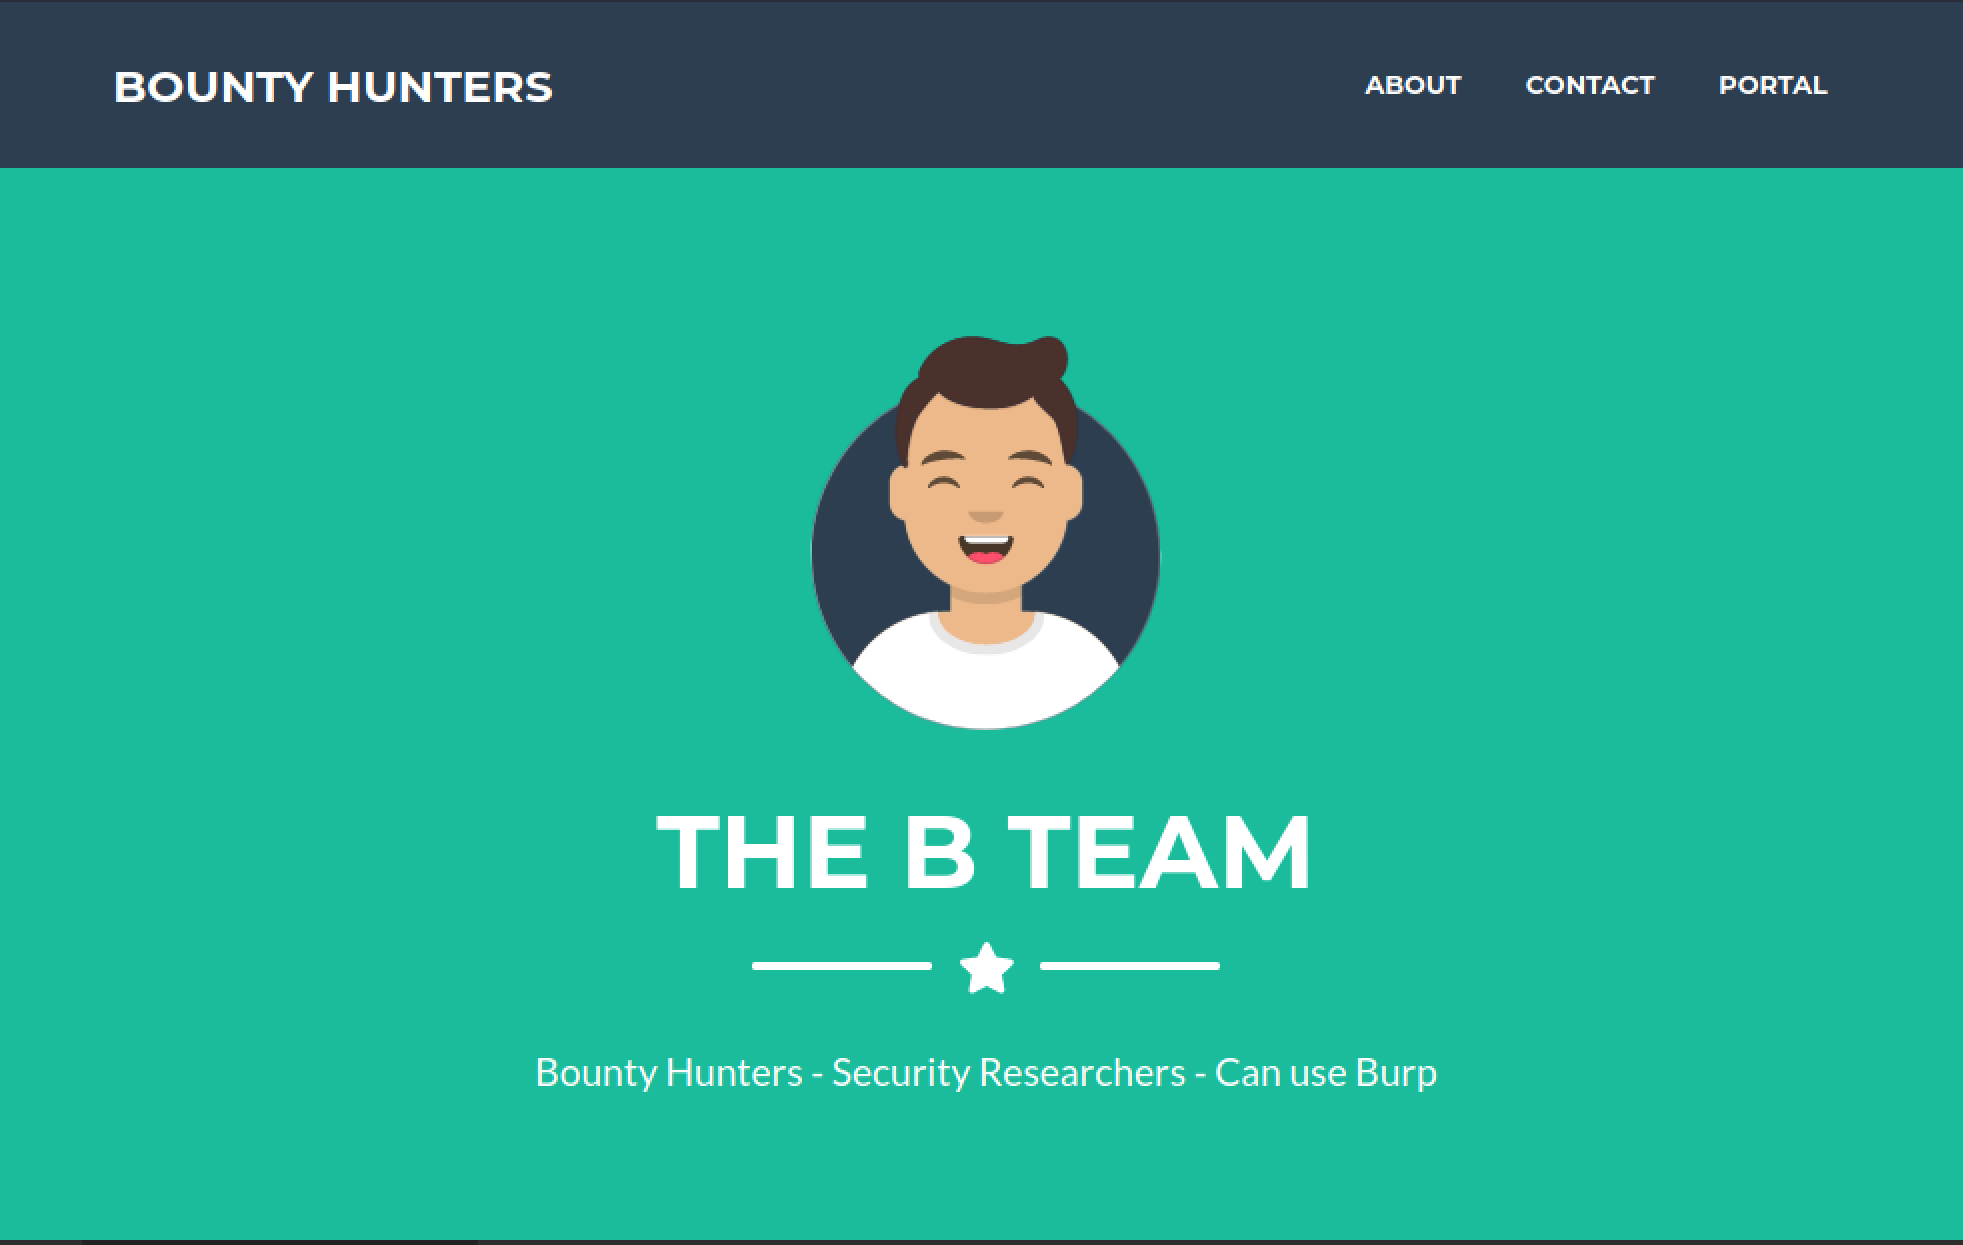 BOUNTY HUNTERS
ABOUT CONTACT PORTAL
THE B TEAM
Bounty Hunters - Security Researchers - Can use Burp